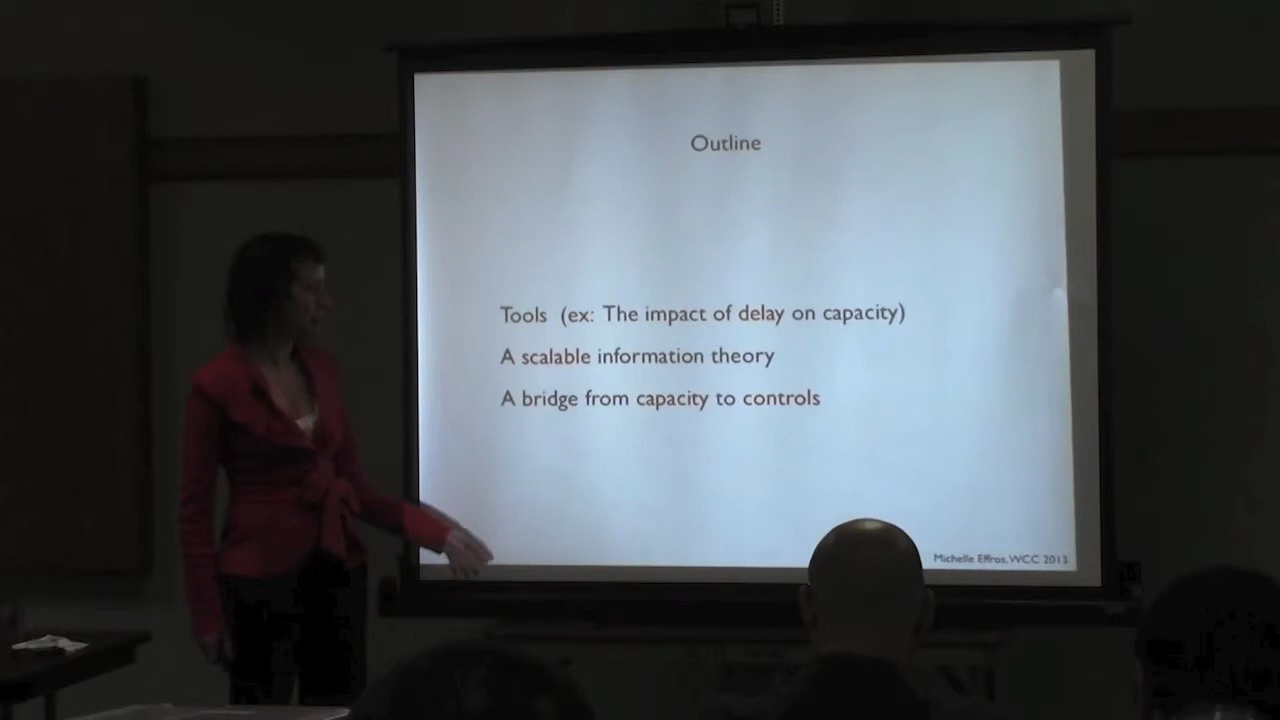 Outline
Tools (ex: The impact of delay on capacity)
A scalable information theory
A bridge from capacity to controls
Michelle Effros, WCC 2013